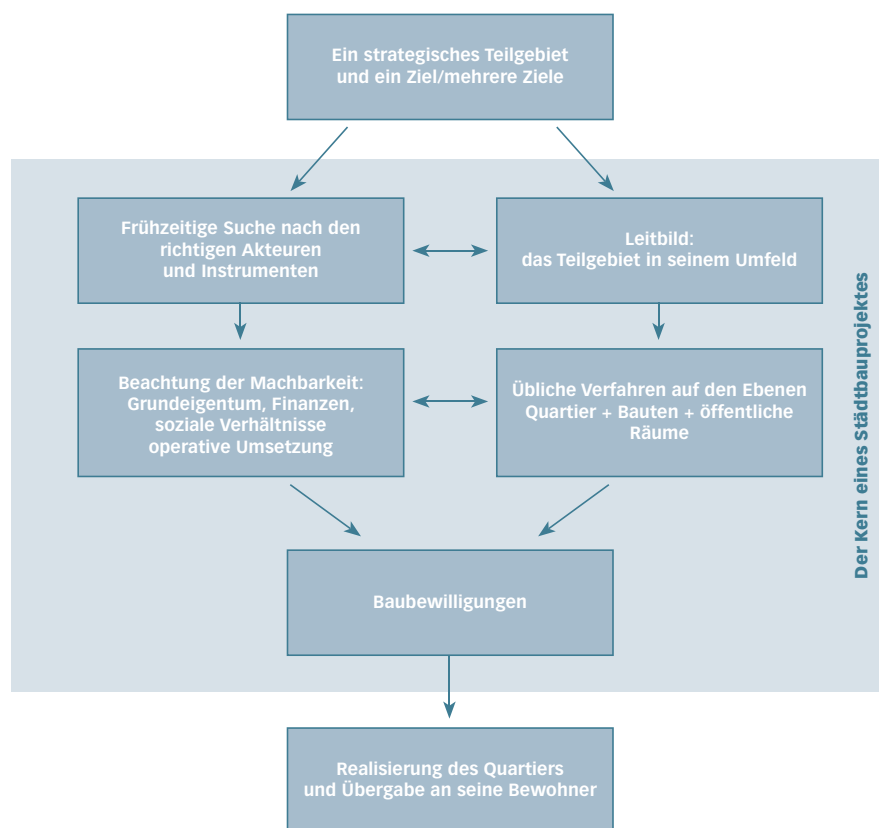 Ein strategisches Teilgebiet
und ein Ziel/mehrere Ziele
Frühzeitige Suche nach den
richtigen Akteuren
und Instrumenten
Leitbild:
das Teilgebiet in seinem Umfeld
Beachtung der Machbarkeit:
Grundeigentum, Finanzen,
soziale Verhältnisse
operative Umsetzung
Übliche Verfahren auf den Ebenen
Quartier + Bauten + öffentliche
Räume
Baubewilligungen
Der Kern eines Städtbauprojektes
Realisierung des Quartiers
und Übergabe an seine Bewohner